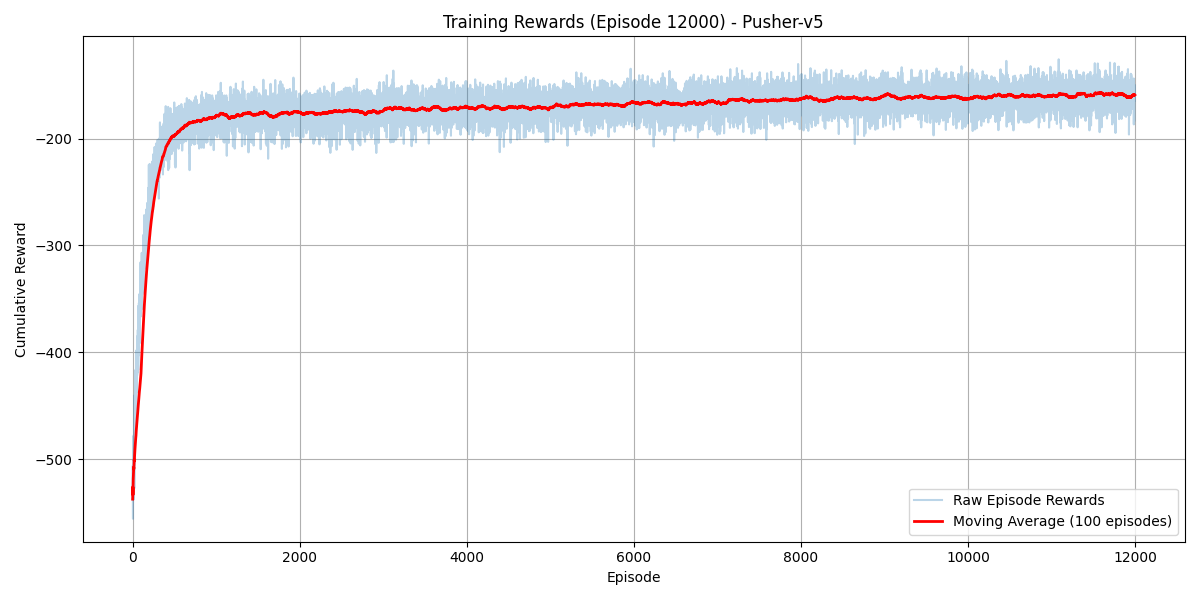 Training Rewards (Episode 12000) - Pusher-v5
Cumulative Reward
−200
−300
−400
−500
0
2000
4000
6000
8000
10000
12000
Episode
Raw Episode Rewards
Moving Average (100 episodes)